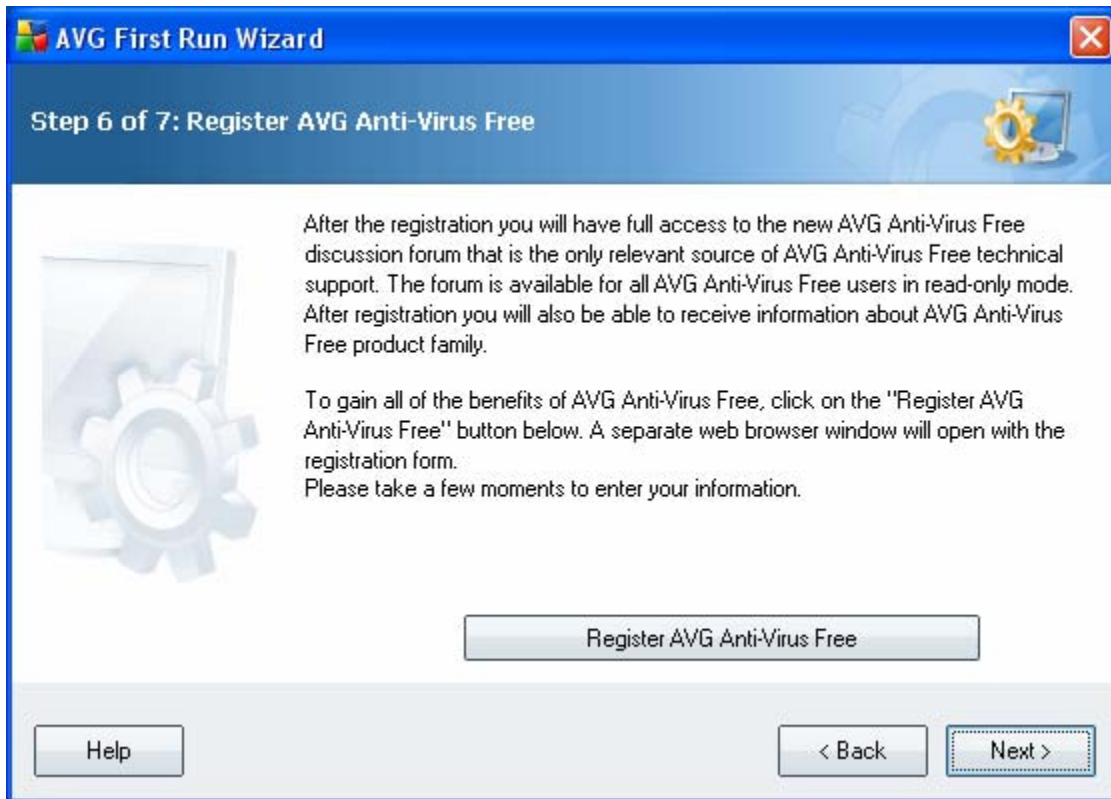 AVG First Run Wizard
Step 6 of 7: Register AVG Anti-Virus Free
After the registration you will have full access to the new AVG Anti-Virus Free
discussion forum that is the only relevant source of AVG Anti-Virus Free technical
support. The forum is available for all AVG Anti-Virus Free users in read-only mode.
After registration you will also be able to receive information about AVG Anti-Virus
Free product family.
To gain all of the benefits of AVG Anti-Virus Free, click on the "Register AVG
Anti-Virus Free" button below. A separate web browser window will open with the
registration form.
Please take a few moments to enter your information.
Register AVG Anti-Virus Free
Help
< Back
Next >